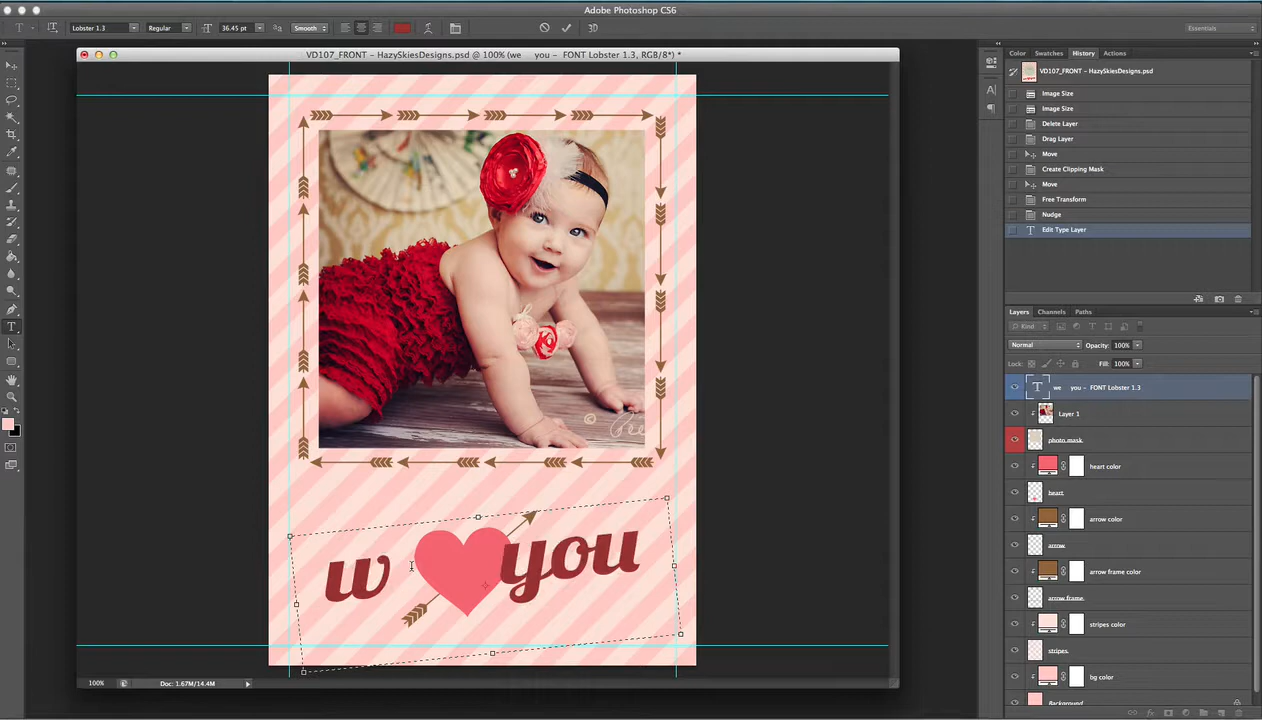 Adobe Photoshop CS6
Lobster 1.3 Regular 36.45 pt Smooth 3D Essentials
VD107_FRONT - HazySkiesDesigns.psd @ 100% (we you - FONT Lobster 1.3, RGB/8*) *
w you
100% Doc: 1.67M/14.4M
Color Swatches History Actions
VD107_FRONT - HazySkiesDesigns.psd
Image Size
Image Size
Delete Layer
Drag Layer
Move
Create Clipping Mask
Move
Free Transform
Nudge
Edit Type Layer
Layers Channels Paths
Kind
Normal Opacity: 100%
Lock: Fill: 100%
we you - FONT Lobster 1.3
Layer 1
photo mask
heart color
heart
arrow color
arrow
arrow frame color
arrow frame
stripes color
stripes
bg color
Background